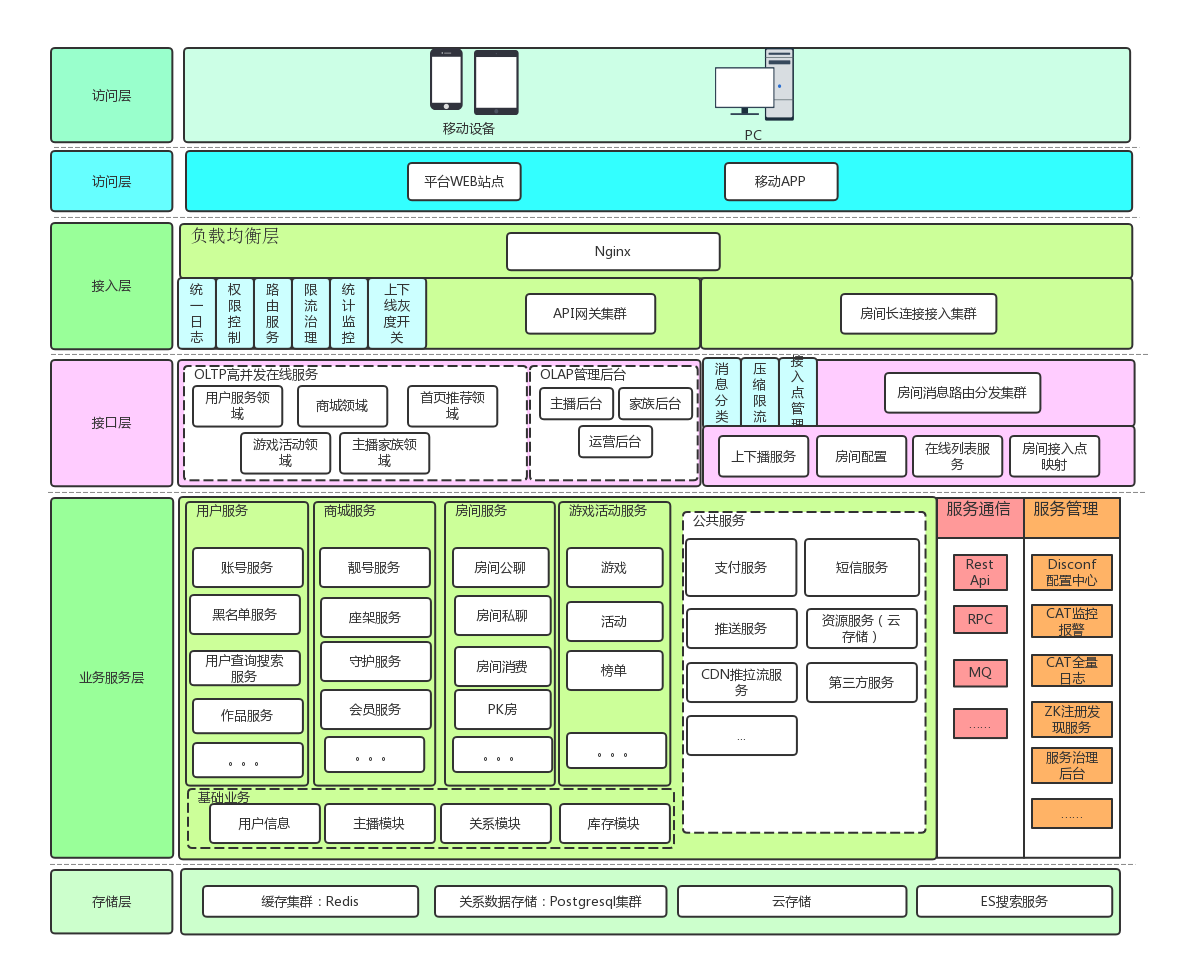 访问层
移动设备
PC
访问层
平台WEB站点
移动APP
接入层
负载均衡层
Nginx
统
一
日
志
权
限
控
制
路
由
服
务
限
流
治
理
统
计
监
控
上下
线灰
度开
关
API网关集群
房间长连接接入集群
接口层
OLTP高并发在线服务
用户服务领
域
商城领域
首页推荐领
域
游戏活动领
域
主播家族领
域
OLAP管理后台
主播后台
家族后台
运营后台
消
息
分
类
压
缩
限
流
接
入
点
管
理
房间消息路由分发集群
上下播服务
房间配置
在线列表服
务
房间接入点
映射
业务服务层
用户服务
账号服务
黑名单服务
用户查询搜索
服务
作品服务
。。。
商城服务
靓号服务
座架服务
守护服务
会员服务
。。。
房间服务
房间公聊
房间私聊
房间消费
PK房
。。。
游戏活动服务
游戏
活动
榜单
。。。
公共服务
支付服务
短信服务
推送服务
资源服务（云
存储）
CDN推拉流服
务
第三方服务
...
基础业务
用户信息
主播模块
关系模块
库存模块
服务通信
Rest
Api
RPC
MQ
……
服务管理
Disconf
配置中心
CAT监控
报警
CAT全量
日志
ZK注册发
现服务
服务治理
后台
……
存储层
缓存集群：Redis
关系数据存储：Postgresql集群
云存储
ES搜索服务